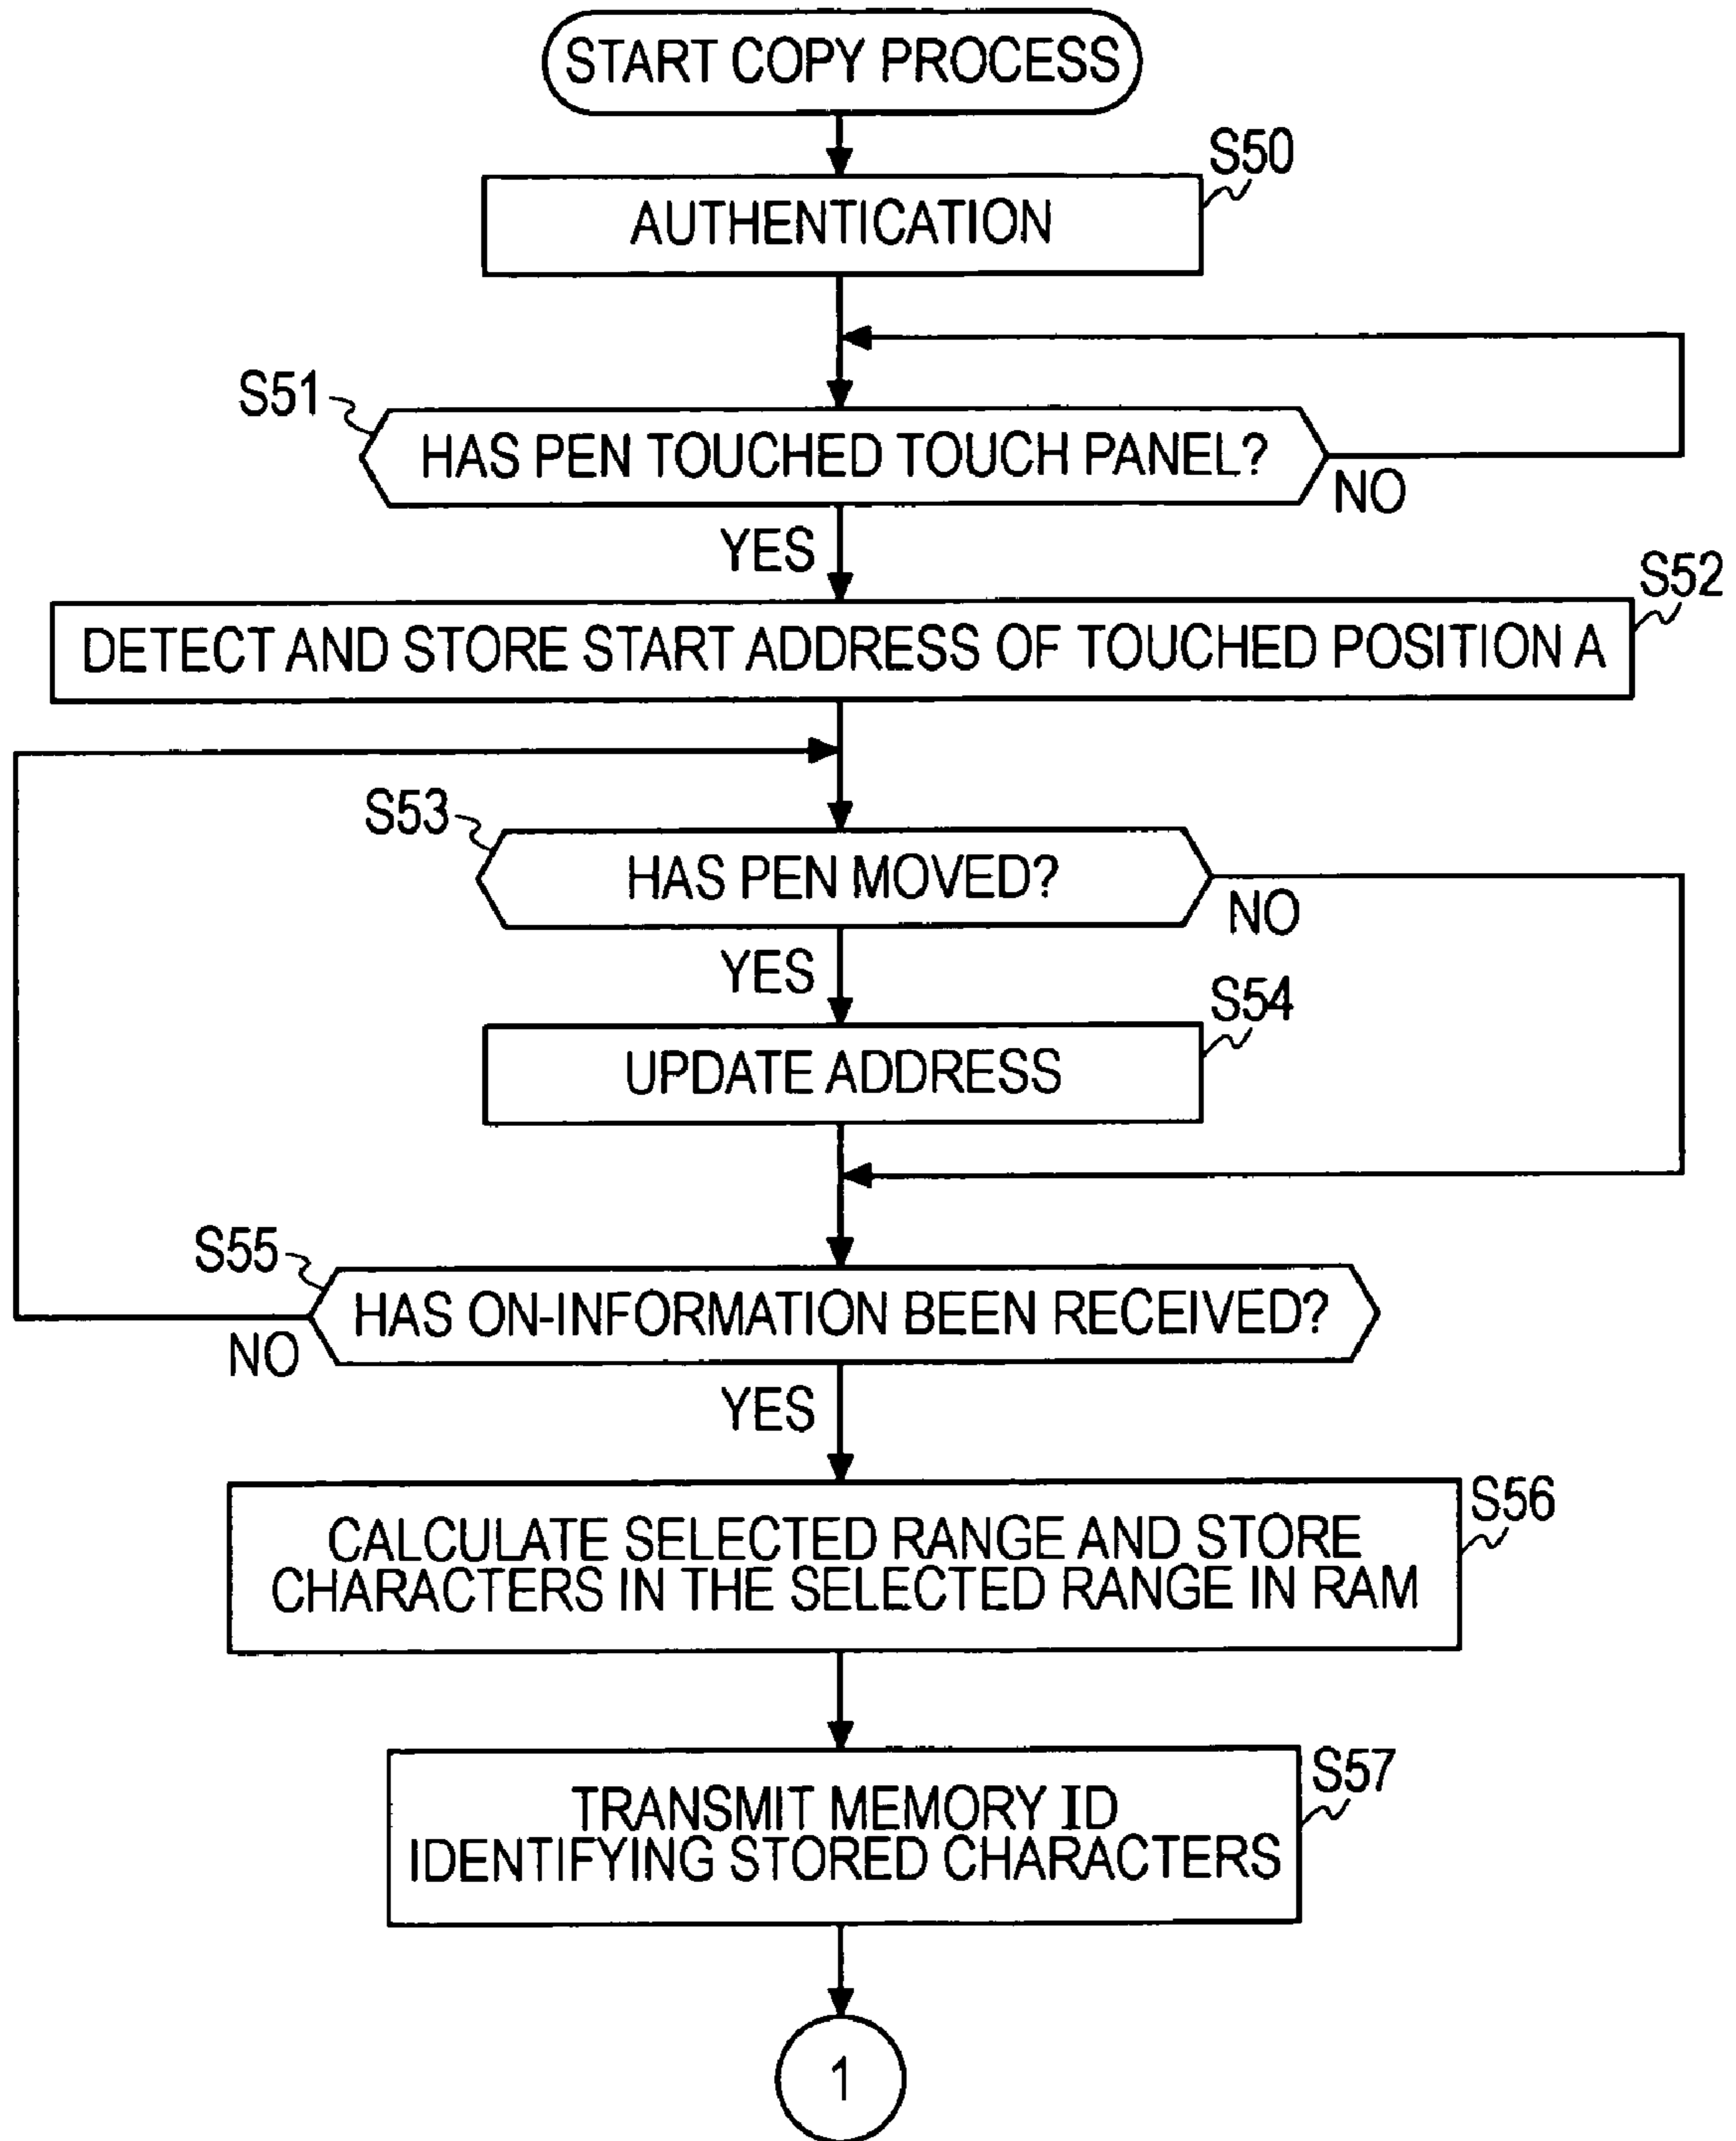 START COPY PROCESS
S50
AUTHENTICATION
S51
HAS PEN TOUCHED TOUCH PANEL?
NO
YES
S52
DETECT AND STORE START ADDRESS OF TOUCHED POSITION A
S53
HAS PEN MOVED?
NO
YES
S54
UPDATE ADDRESS
S55
HAS ON-INFORMATION BEEN RECEIVED?
NO
YES
S56
CALCULATE SELECTED RANGE AND STORE
CHARACTERS IN THE SELECTED RANGE IN RAM
S57
TRANSMIT MEMORY ID
IDENTIFYING STORED CHARACTERS
1